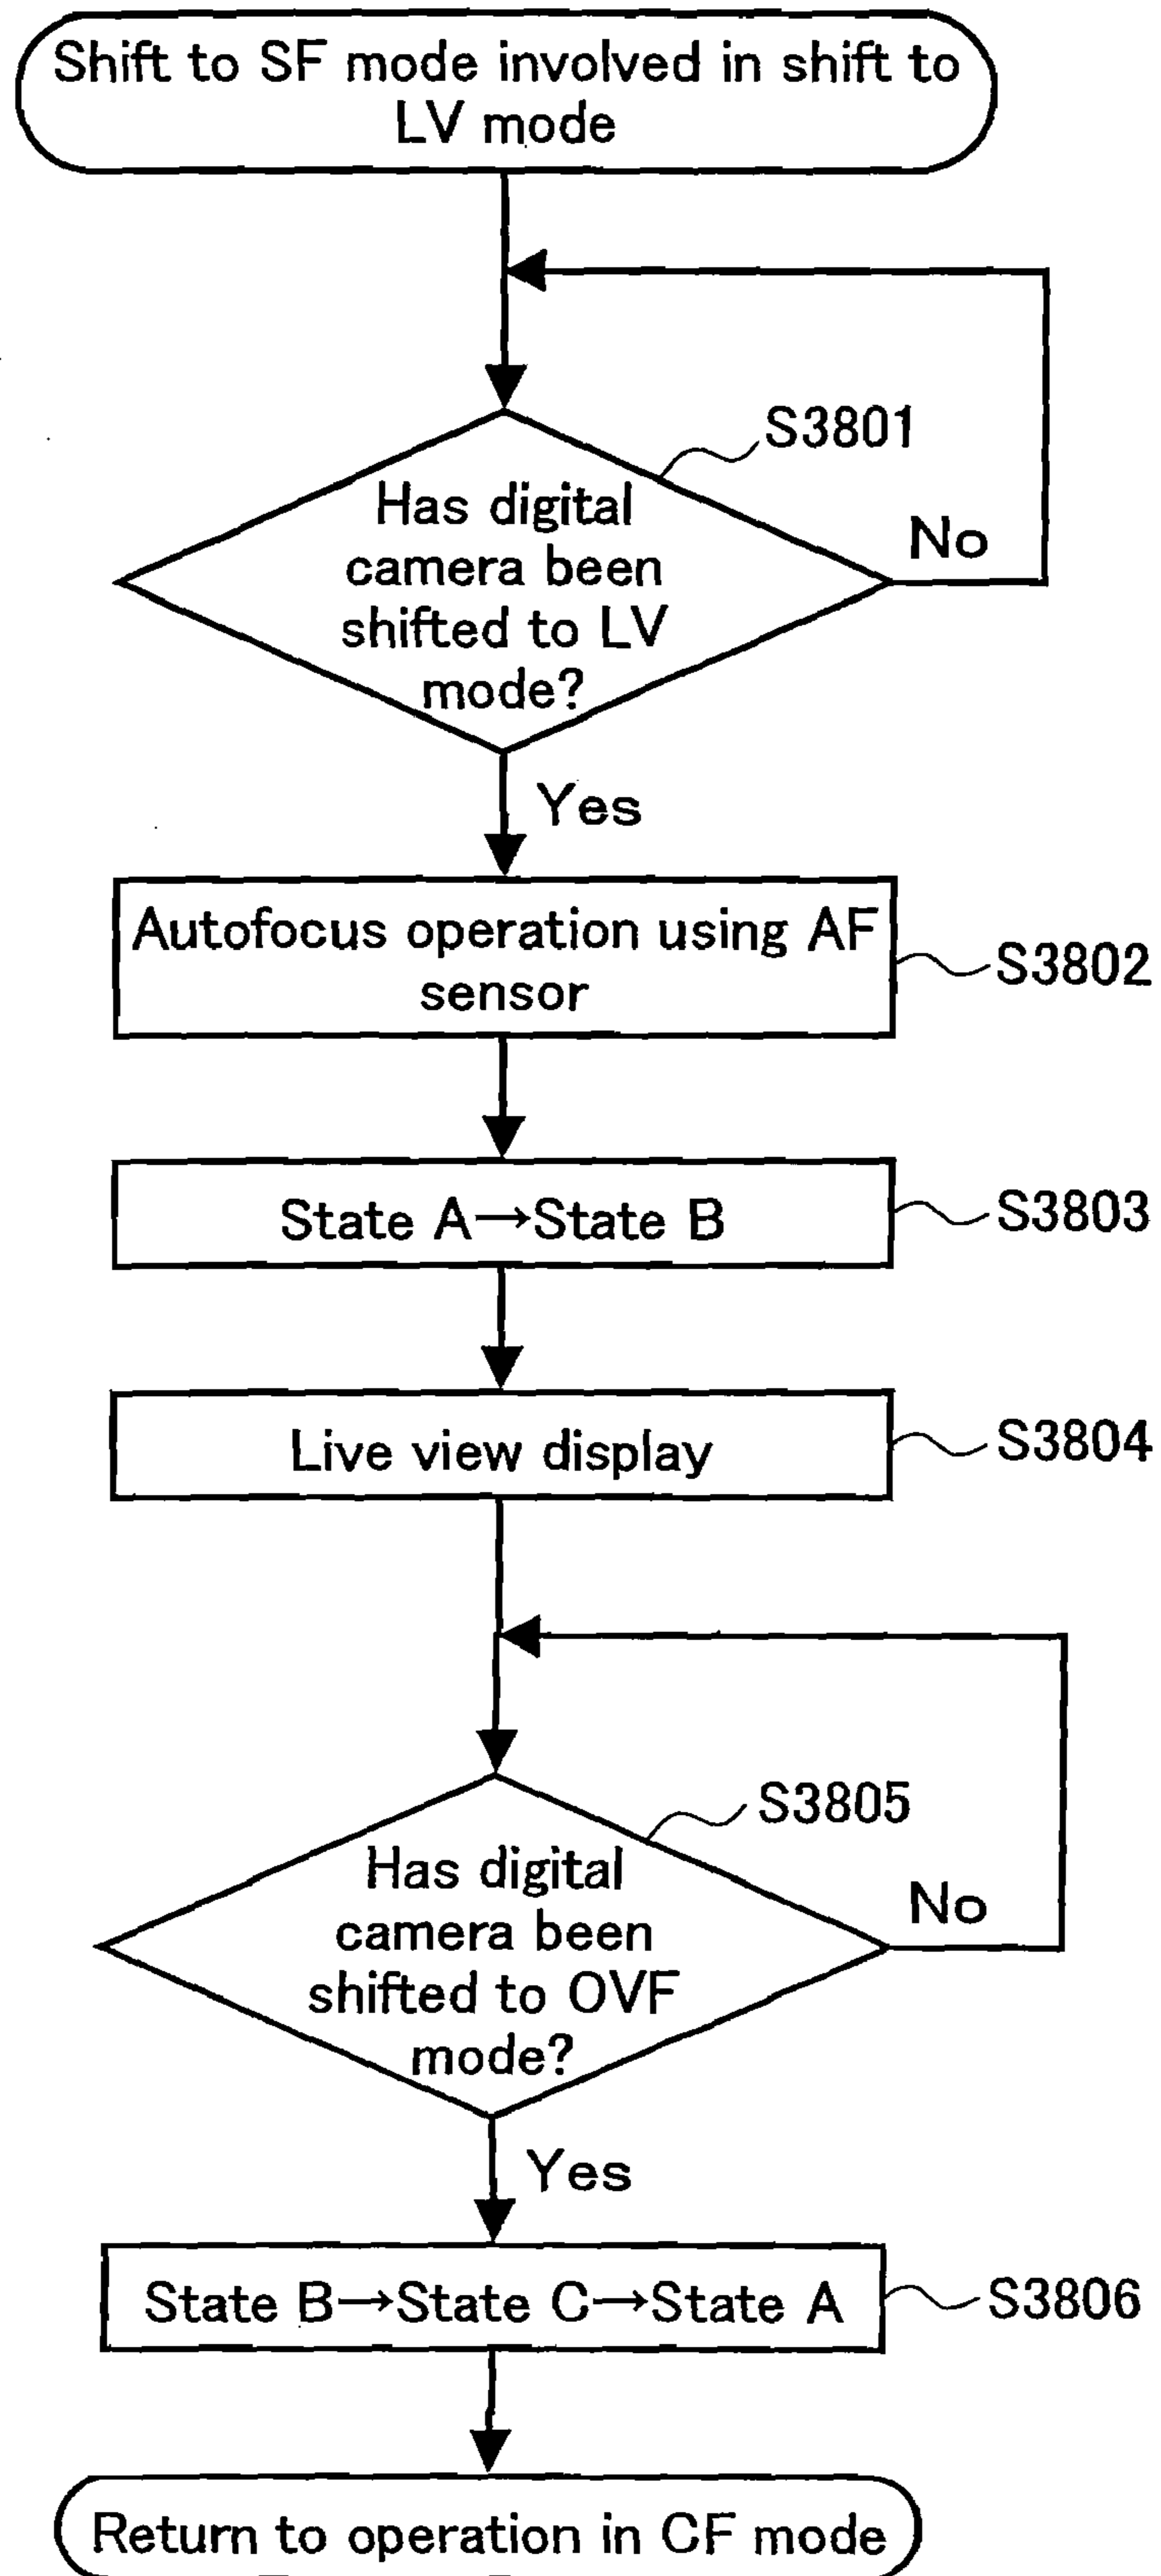 Shift to SF mode involved in shift to
LV mode
S3801
Has digital
camera been
shifted to LV
mode?
No
Yes
Autofocus operation using AF
sensor
S3802
State A→State B
S3803
Live view display
S3804
S3805
Has digital
camera been
shifted to OVF
mode?
No
Yes
State B→State C→State A
S3806
Return to operation in CF mode